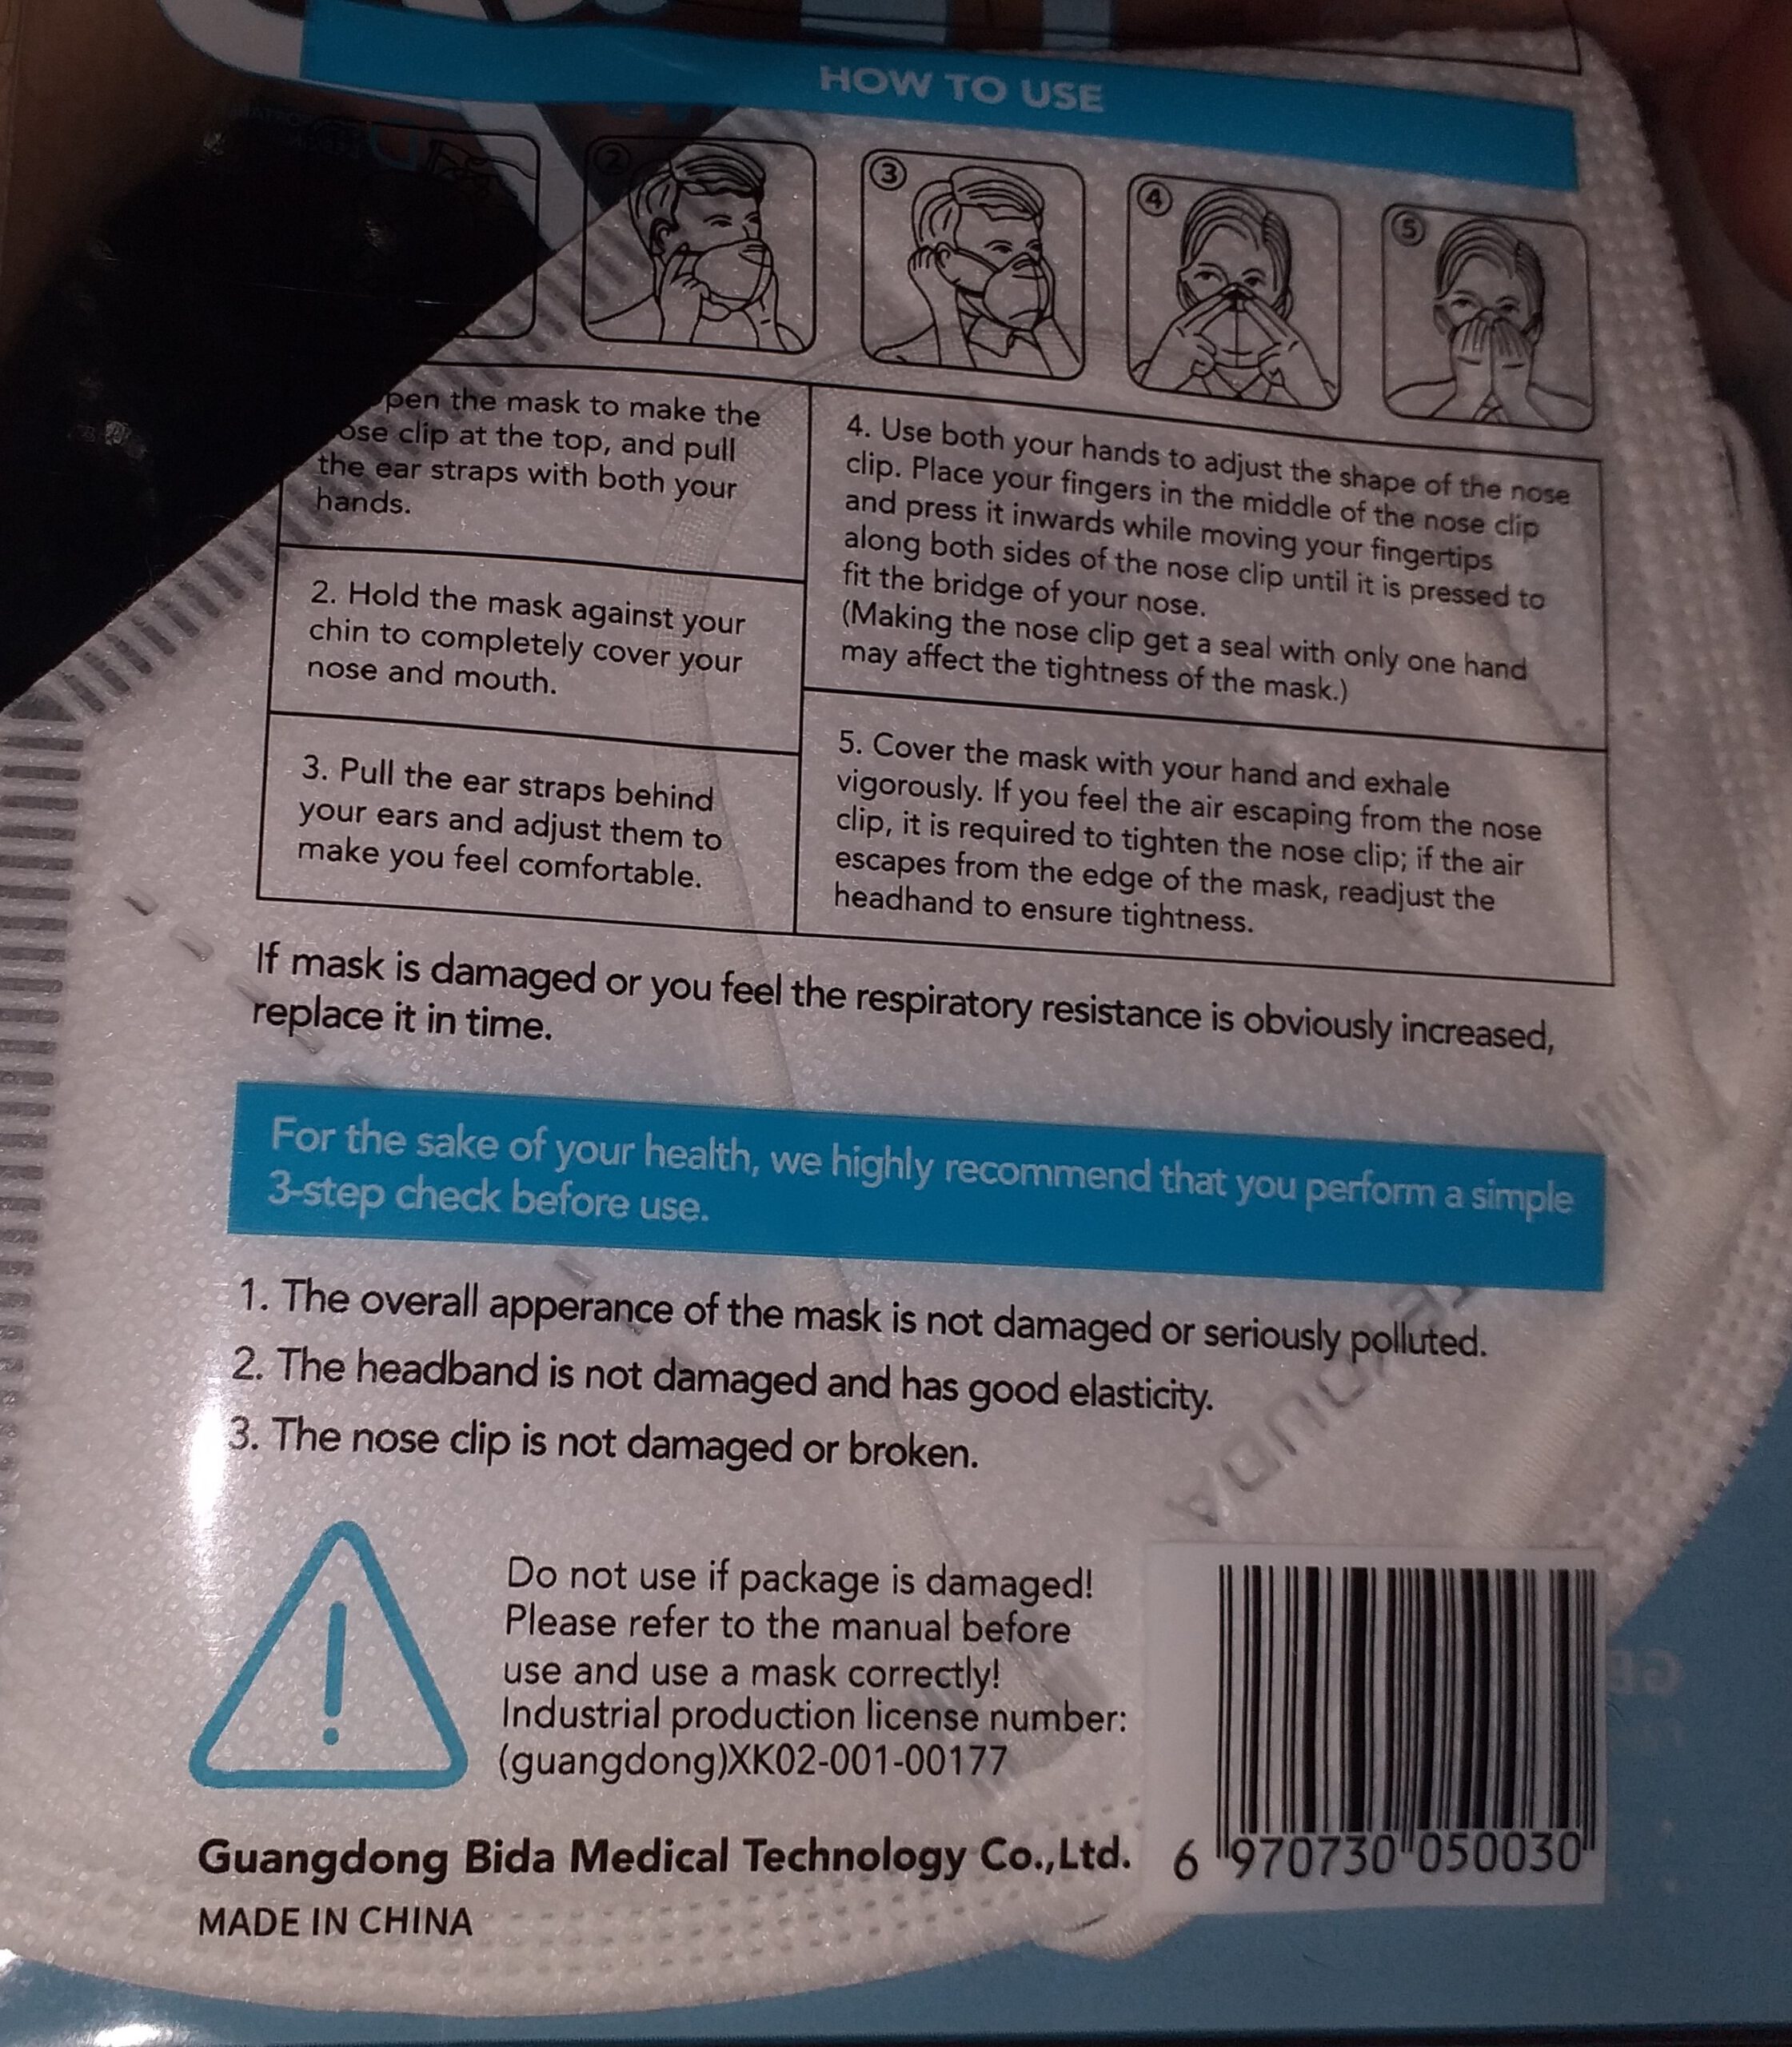 HOW TO USE
2
3
4
5
pen the mask to make the
ose clip at the top, and pull
the ear straps with both your
hands.
2. Hold the mask against your
chin to completely cover your
nose and mouth.
3. Pull the ear straps behind
your ears and adjust them to
make you feel comfortable.
4. Use both your hands to adjust the shape of the nose
clip. Place your fingers in the middle of the nose clip
and press it inwards while moving your fingertips
along both sides of the nose clip until it is pressed to
fit the bridge of your nose.
(Making the nose clip get a seal with only one hand
may affect the tightness of the mask.)
5. Cover the mask with your hand and exhale
vigorously. If you feel the air escaping from the nose
clip, it is required to tighten the nose clip; if the air
escapes from the edge of the mask, readjust the
headhand to ensure tightness.
If mask is damaged or you feel the respiratory resistance is obviously increased,
replace it in time.
For the sake of your health, we highly recommend that you perform a simple
3-step check before use.
1. The overall apperance of the mask is not damaged or seriously polluted.
2. The headband is not damaged and has good elasticity.
3. The nose clip is not damaged or broken.
Do not use if package is damaged!
Please refer to the manual before
use and use a mask correctly!
Industrial production license number:
(guangdong)XK02-001-00177
Guangdong Bida Medical Technology Co.,Ltd.
MADE IN CHINA
6 970730 050030